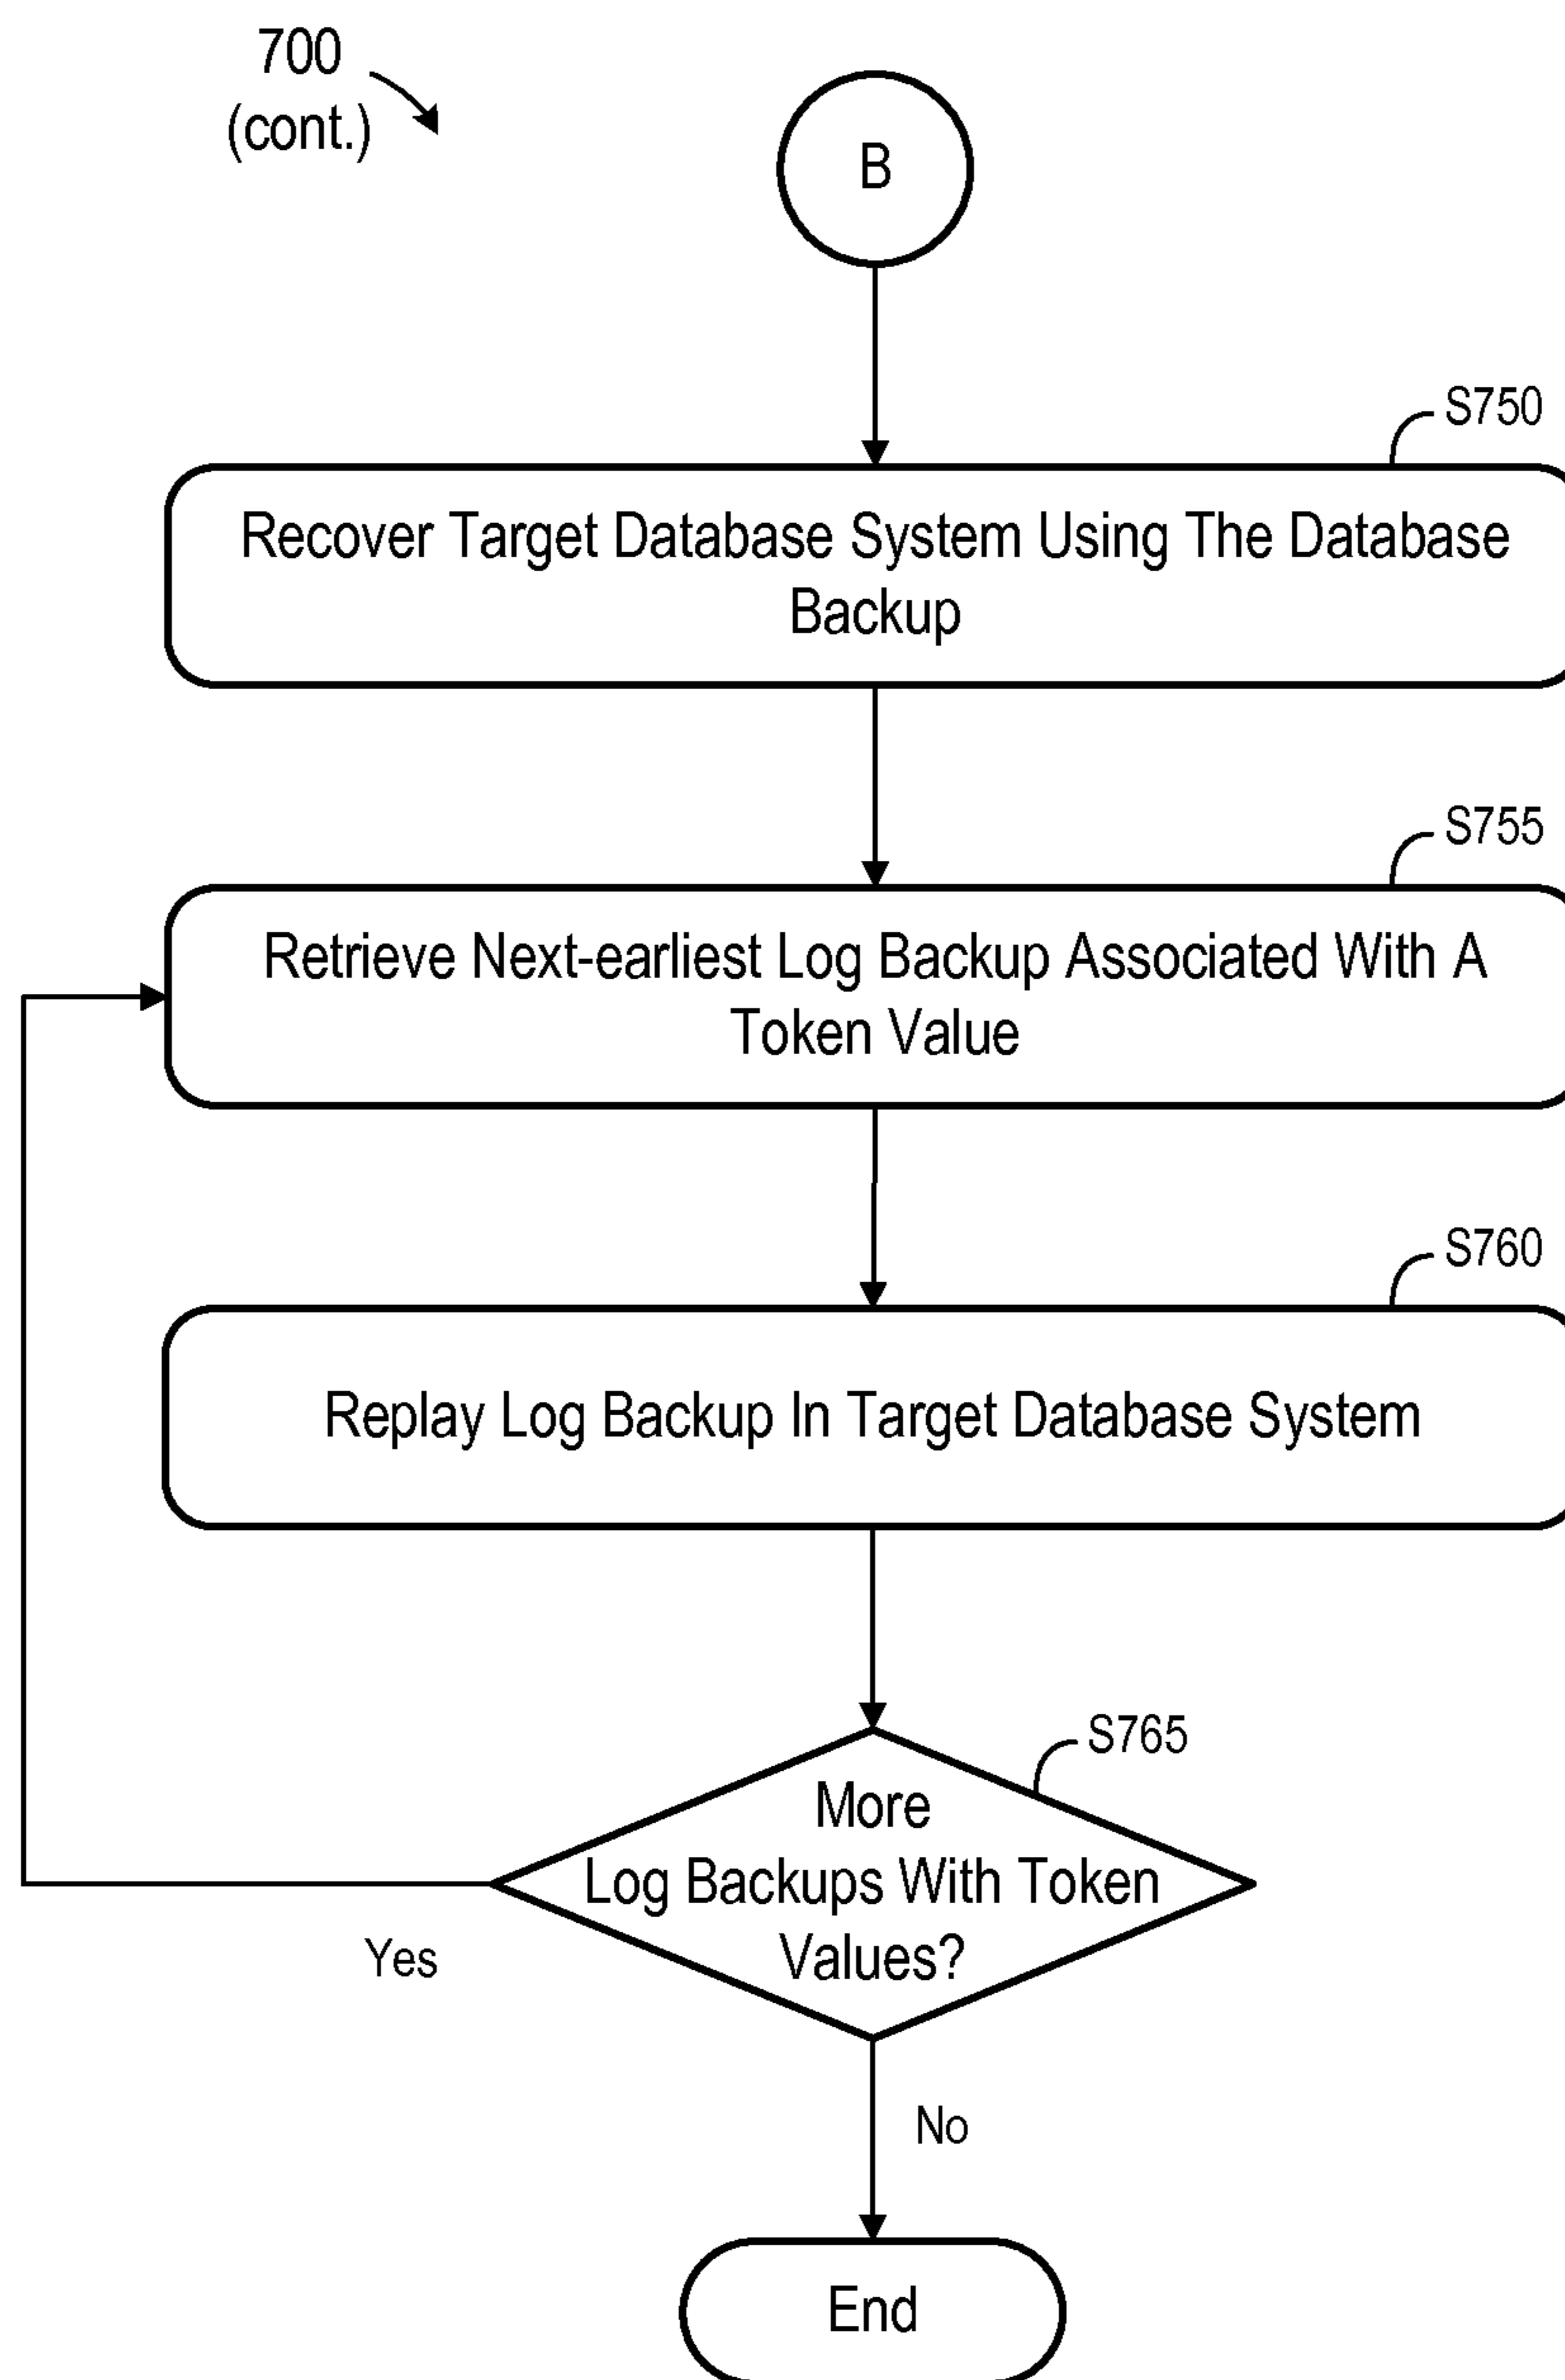 700
(cont.)
B
S750
Recover Target Database System Using The Database
Backup
S755
Retrieve Next-earliest Log Backup Associated With A
Token Value
S760
Replay Log Backup In Target Database System
S765
More
Log Backups With Token
Values?
Yes
No
End